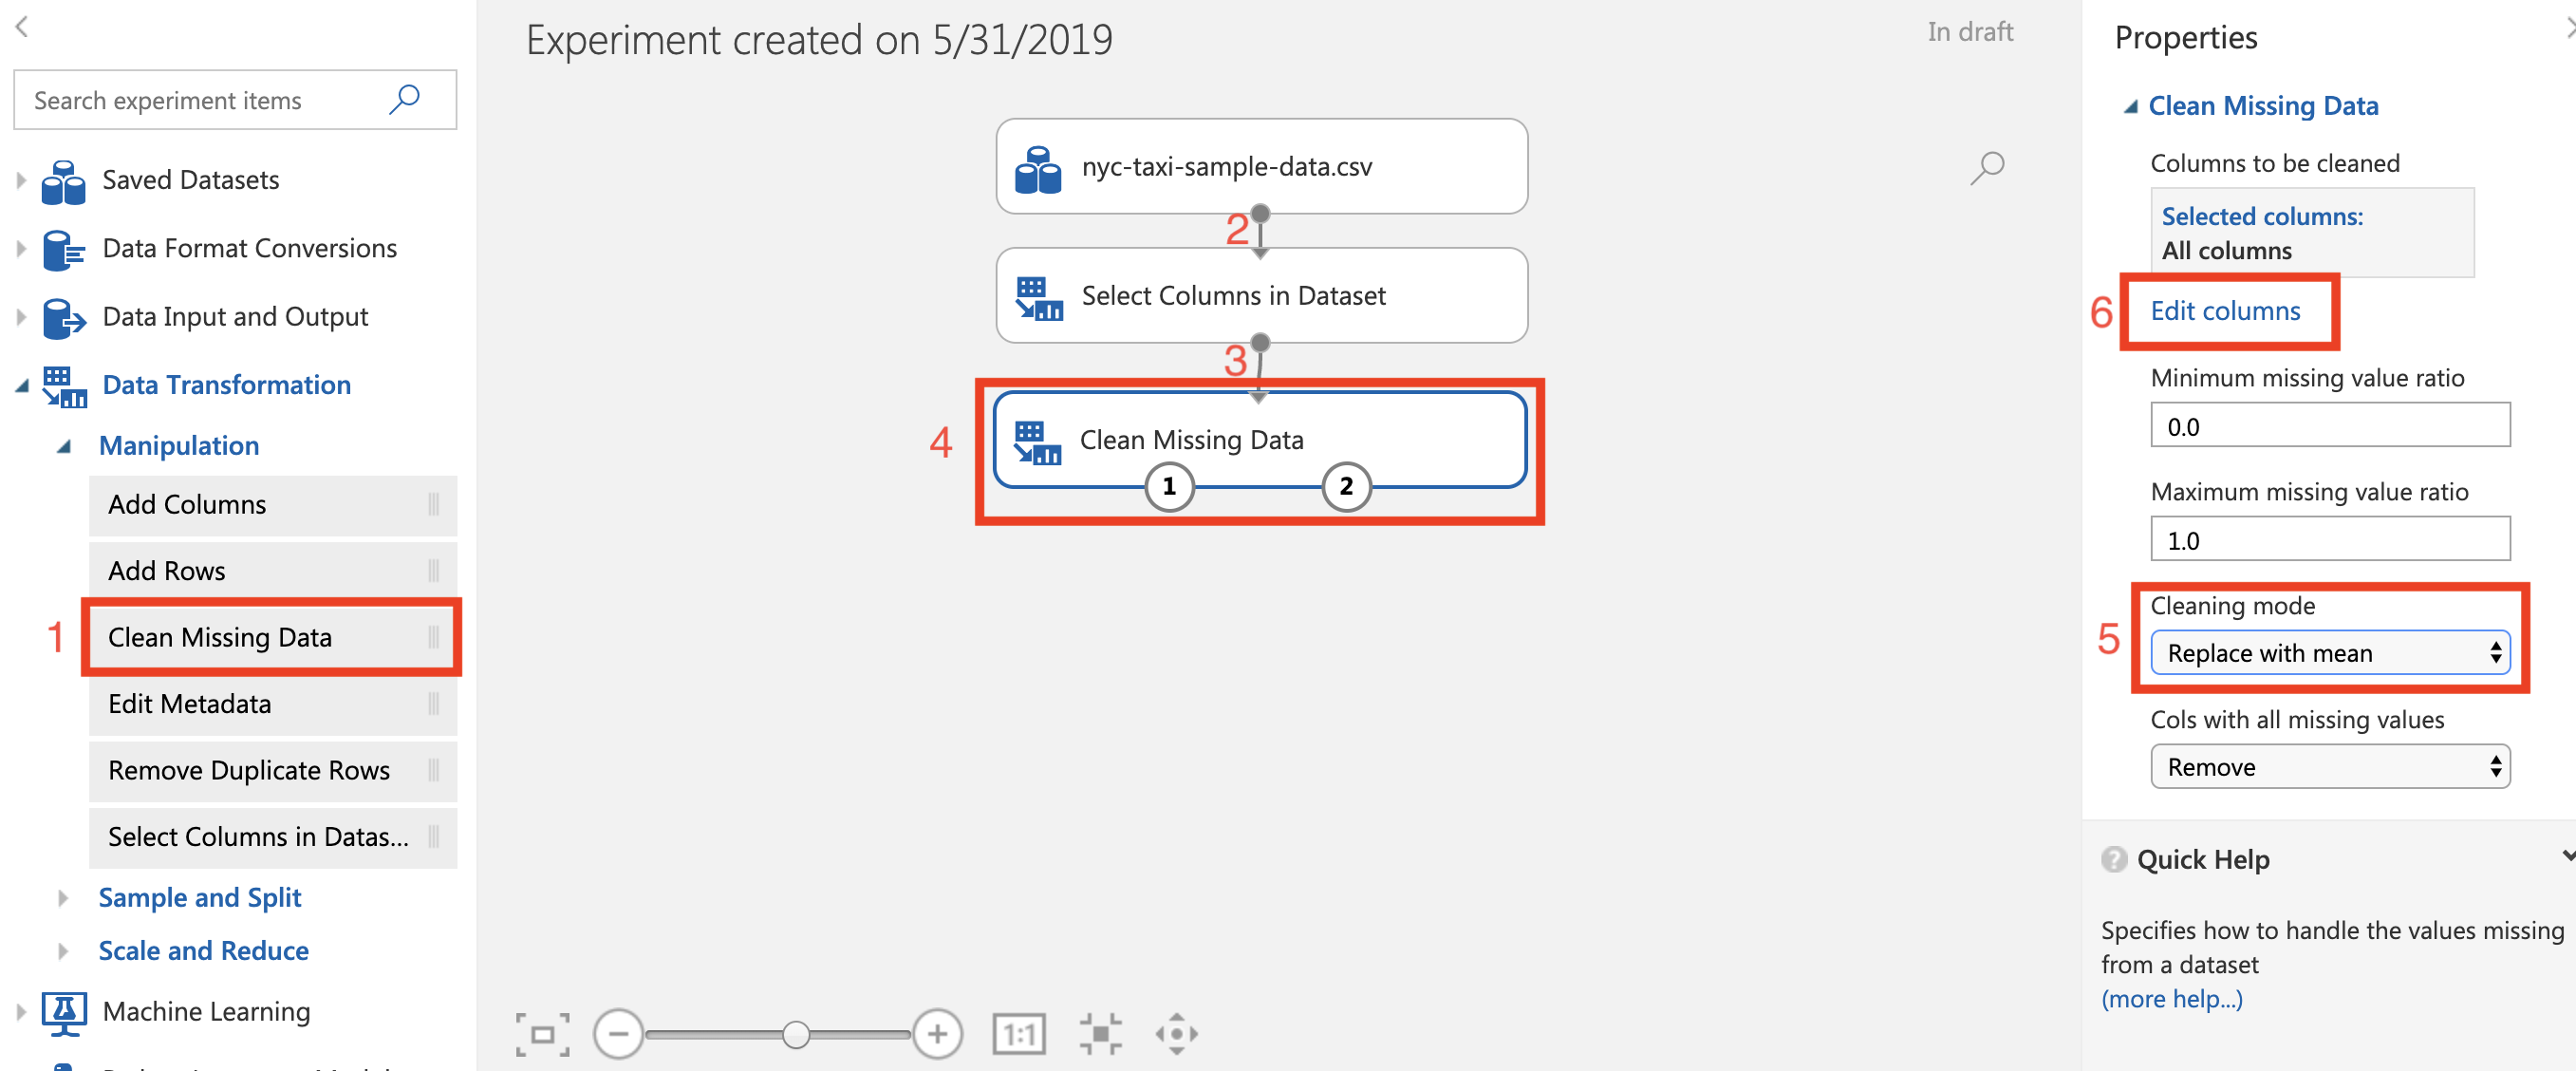 Search experiment items
Saved Datasets
Data Format Conversions
Data Input and Output
Data Transformation
Manipulation
Add Columns
Add Rows
1
Clean Missing Data
Edit Metadata
Remove Duplicate Rows
Select Columns in Datas...
Sample and Split
Scale and Reduce
Machine Learning
Experiment created on 5/31/2019
In draft
nyc-taxi-sample-data.csv
2
Select Columns in Dataset
3
4
Clean Missing Data
1
2
1:1
Properties
Clean Missing Data
Columns to be cleaned
Selected columns:
All columns
6
Edit columns
Minimum missing value ratio
0.0
Maximum missing value ratio
1.0
Cleaning mode
5
Replace with mean
Cols with all missing values
Remove
? Quick Help
Specifies how to handle the values missing
from a dataset
(more help...)